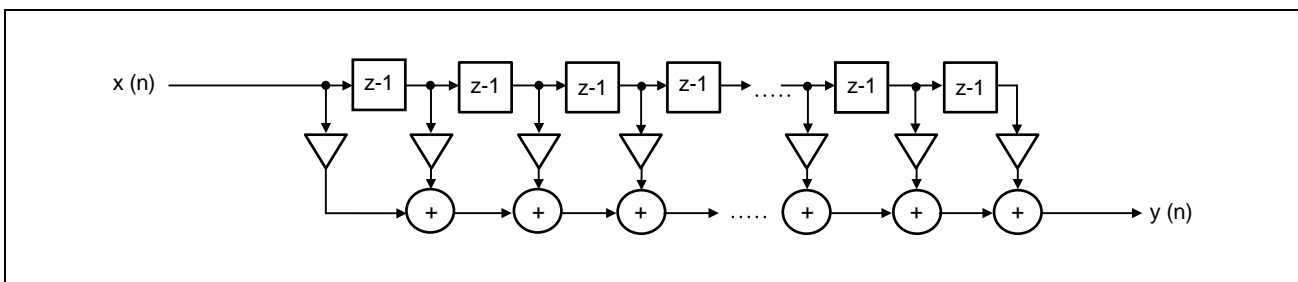 x (n)
z-1
z-1
z-1
z-1
.....
z-1
z-1
+
+
+
.....
+
+
+
y (n)